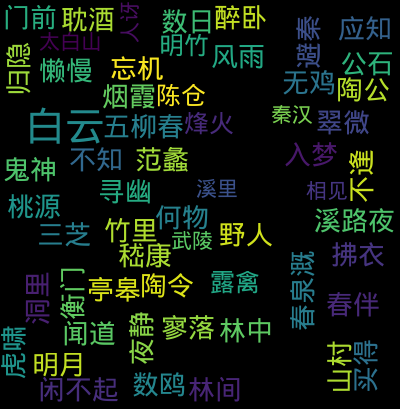 门前 耽酒 人讶 数日 醉卧
太白山 明竹 风雨 避秦 应知
归隐 懒慢 忘机 公石
烟霞 陈仓 无鸡 陶公
白云 五柳春 烽火 秦汉 翠微
鬼神 不知 范蠡 入梦 不逢
桃源 寻幽 溪里 相见
三芝 竹里 何物 野人 溪路夜
嵇康 武陵 拂衣
洞里 衡门 亭皋 陶令 露禽 春泉溉
闻道 夜静 寥落 林中 春伴
虎啸 明月 山村 买得
闲不起 数鸥 林间